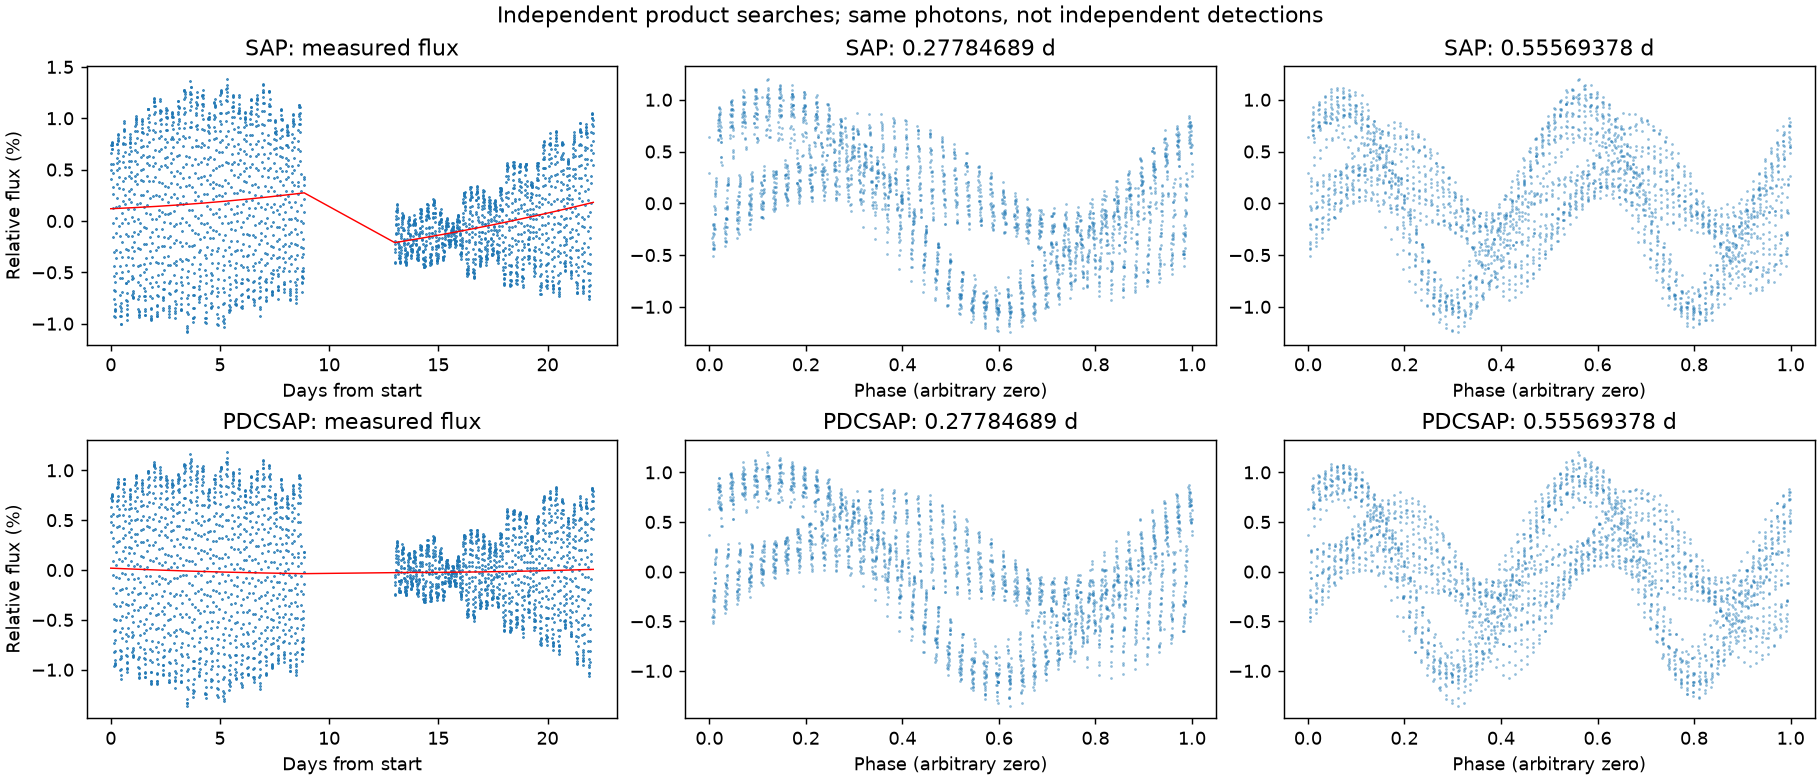 Independent product searches; same photons, not independent detections
SAP: measured flux
SAP: 0.27784689 d
SAP: 0.55569378 d
Relative flux (%)
1.5
1.0
0.5
0.0
−0.5
−1.0
0 5 10 15 20
Days from start
1.0
0.5
0.0
−0.5
−1.0
0.0 0.2 0.4 0.6 0.8 1.0
Phase (arbitrary zero)
1.0
0.5
0.0
−0.5
−1.0
0.0 0.2 0.4 0.6 0.8 1.0
Phase (arbitrary zero)
PDCSAP: measured flux
PDCSAP: 0.27784689 d
PDCSAP: 0.55569378 d
Relative flux (%)
1.0
0.5
0.0
−0.5
−1.0
0 5 10 15 20
Days from start
1.0
0.5
0.0
−0.5
−1.0
0.0 0.2 0.4 0.6 0.8 1.0
Phase (arbitrary zero)
1.0
0.5
0.0
−0.5
−1.0
0.0 0.2 0.4 0.6 0.8 1.0
Phase (arbitrary zero)